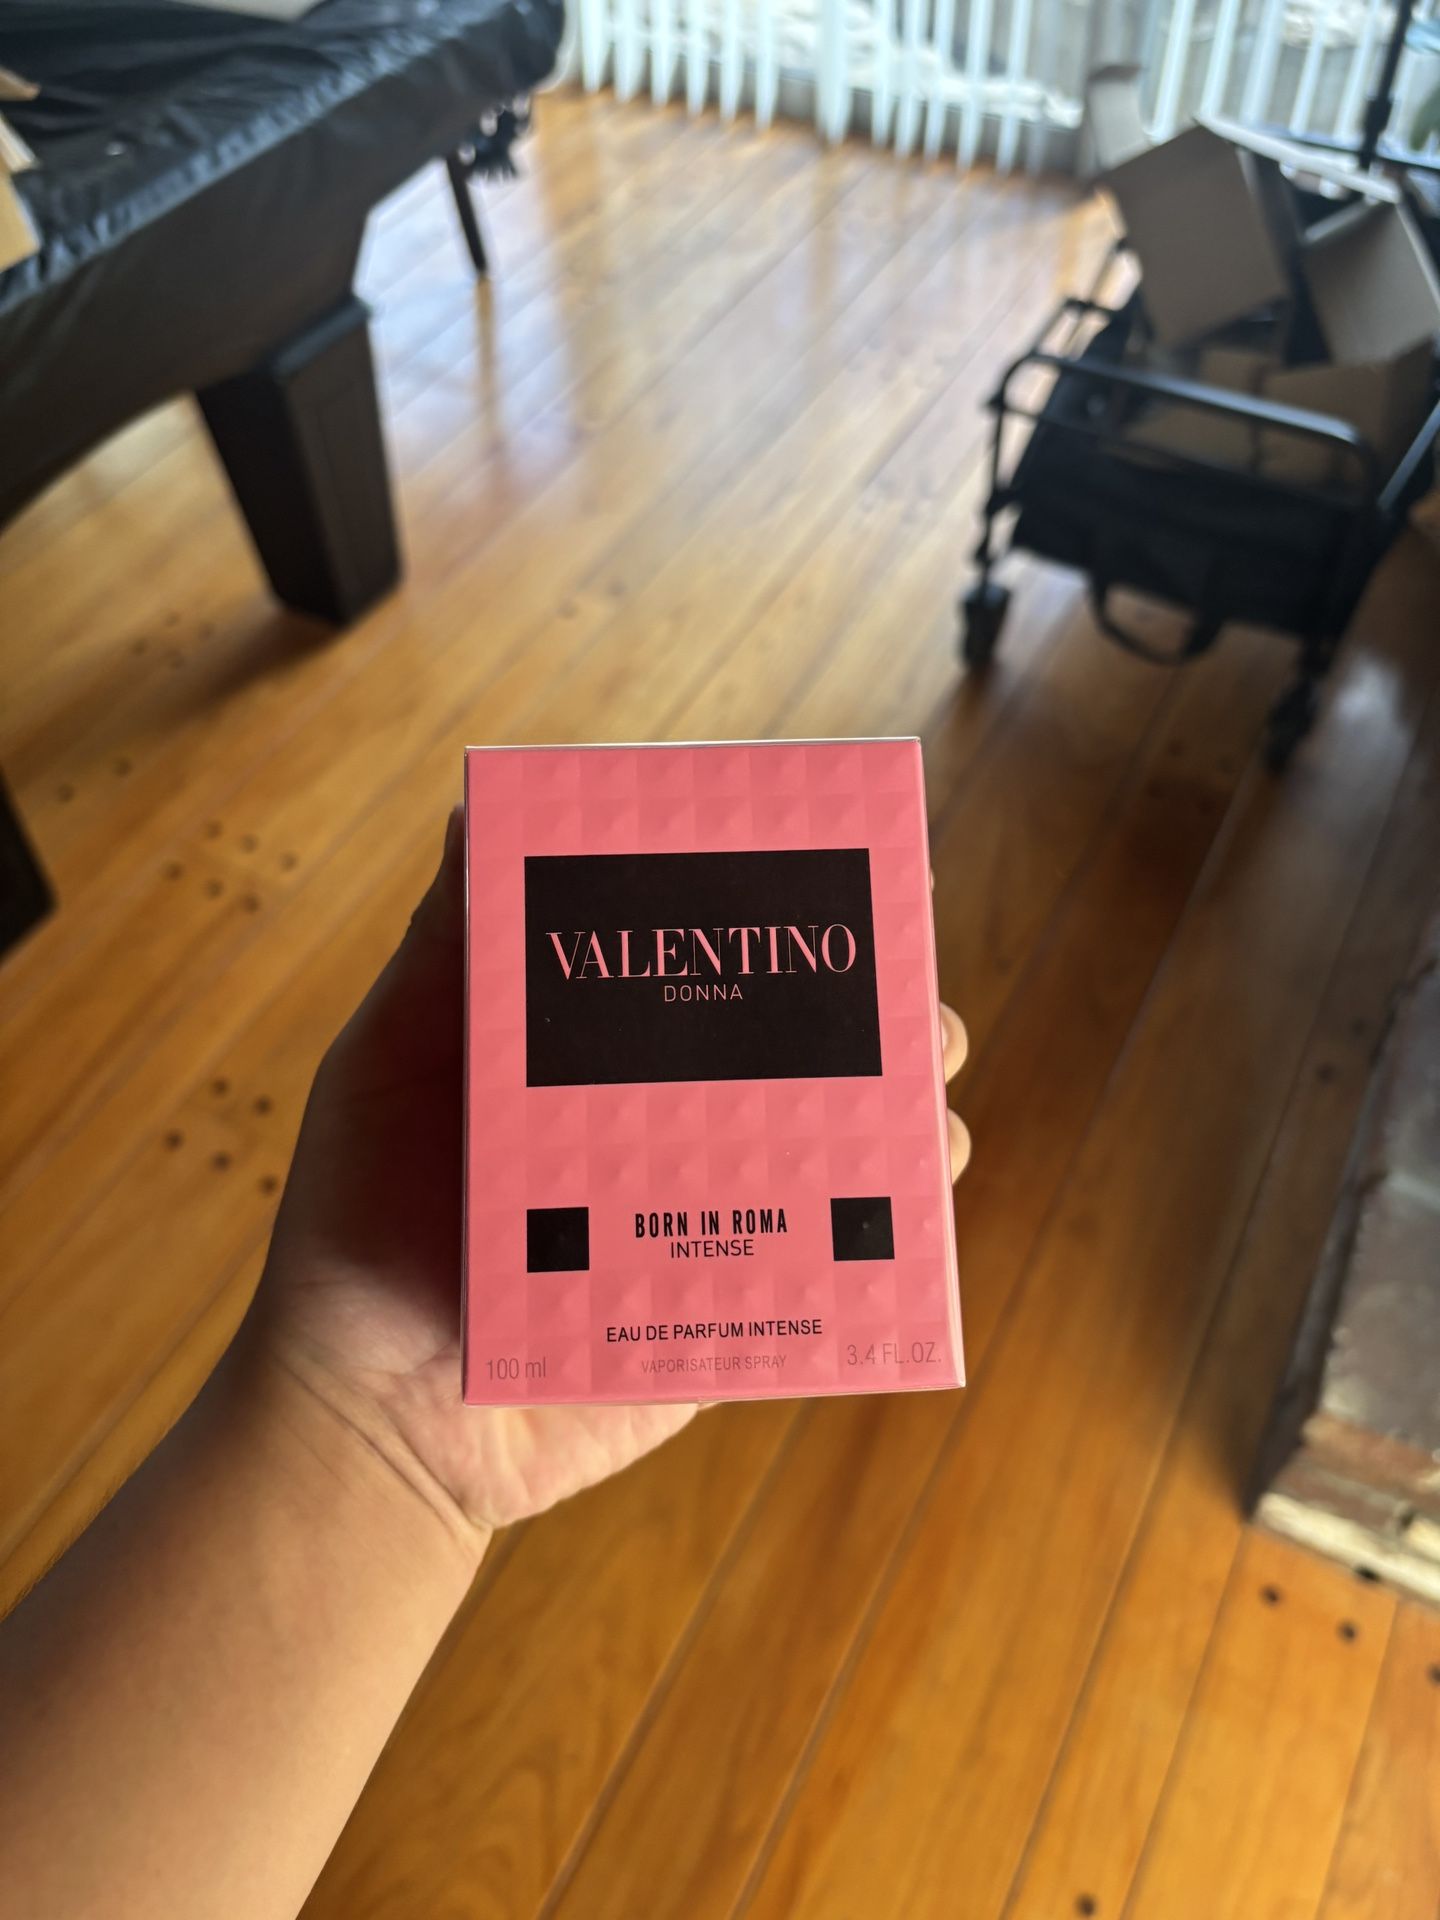 VALENTINO
DONNA
BORN IN ROMA
INTENSE
EAU DE PARFUM INTENSE
100 ml VAPORISATEUR SPRAY 3.4 FL.OZ.